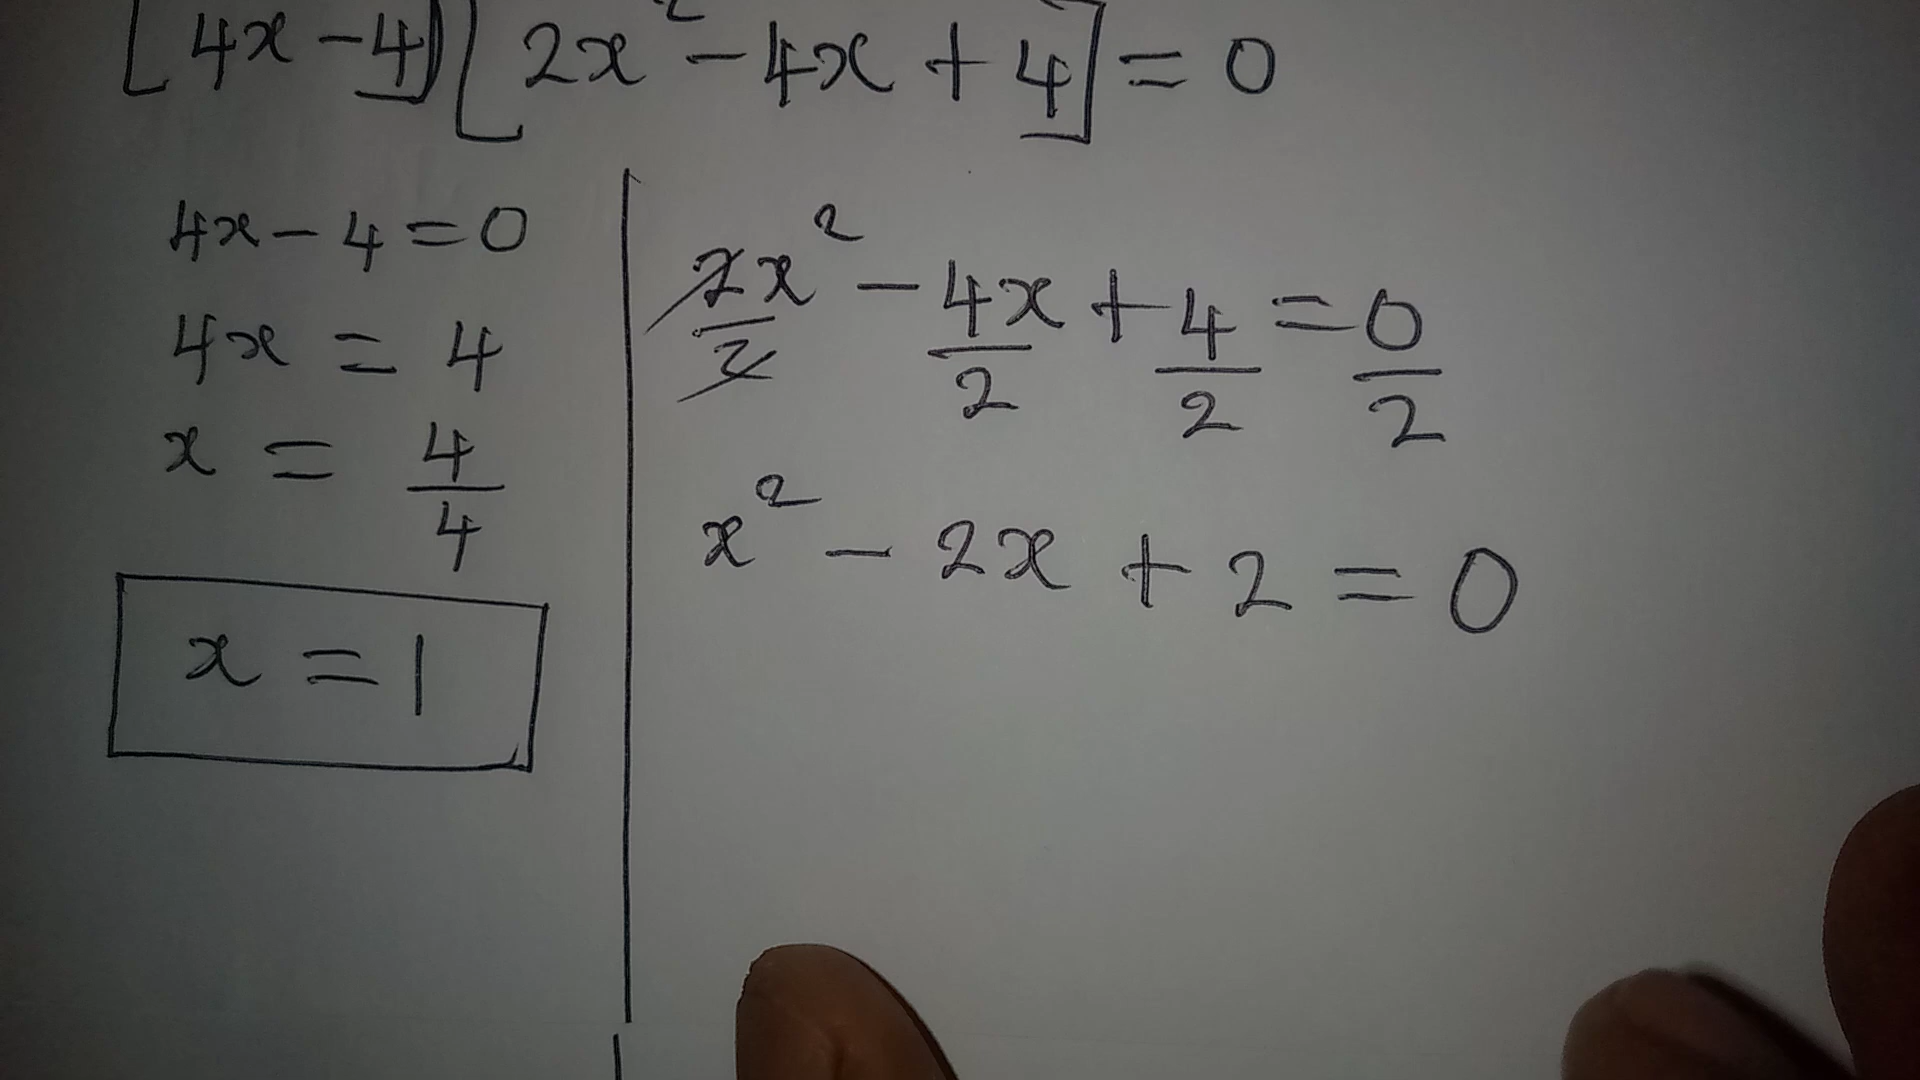 [4x - 4][2x² - 4x + 4] = 0
4x - 4 = 0
4x = 4
x = 4/4
x = 1
2x²/2 - 4x/2 + 4/2 = 0/2
x² - 2x + 2 = 0